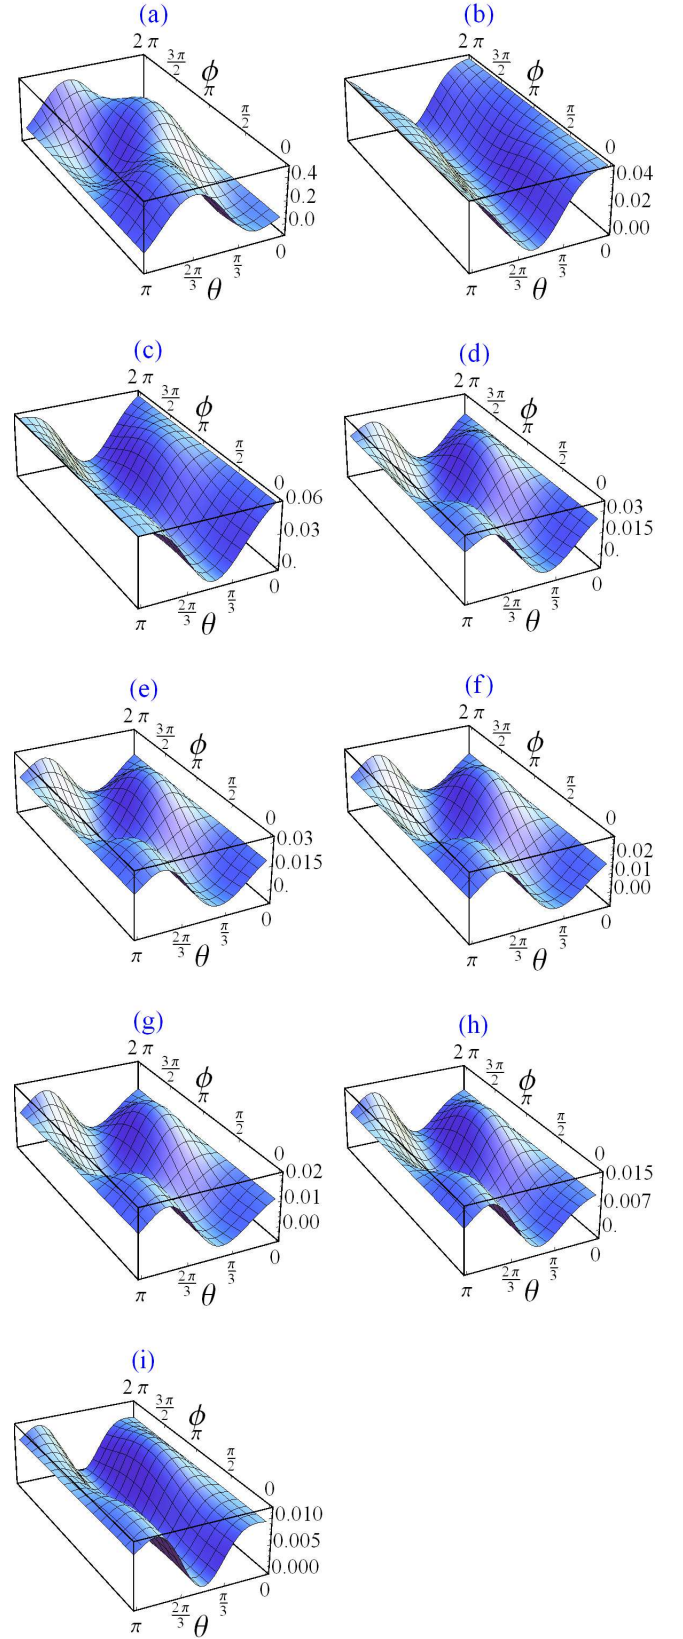 (a)
2 π
3π/2
ϕ
π
π/2
0
0.4
0.2
0.0
0
π/3
2π/3
θ
π
(b)
2 π
3π/2
ϕ
π
π/2
0
0.04
0.02
0.00
0
π/3
2π/3
θ
π
(c)
2 π
3π/2
ϕ
π
π/2
0
0.06
0.03
0.
0
π/3
2π/3
θ
π
(d)
2 π
3π/2
ϕ
π
π/2
0
0.03
0.015
0.
0
π/3
2π/3
θ
π
(e)
2 π
3π/2
ϕ
π
π/2
0
0.03
0.015
0.
0
π/3
2π/3
θ
π
(f)
2 π
3π/2
ϕ
π
π/2
0
0.02
0.01
0.00
0
π/3
2π/3
θ
π
(g)
2 π
3π/2
ϕ
π
π/2
0
0.02
0.01
0.00
0
π/3
2π/3
θ
π
(h)
2 π
3π/2
ϕ
π
π/2
0
0.015
0.007
0.
0
π/3
2π/3
θ
π
(i)
2 π
3π/2
ϕ
π
π/2
0
0.010
0.005
0.000
0
π/3
2π/3
θ
π